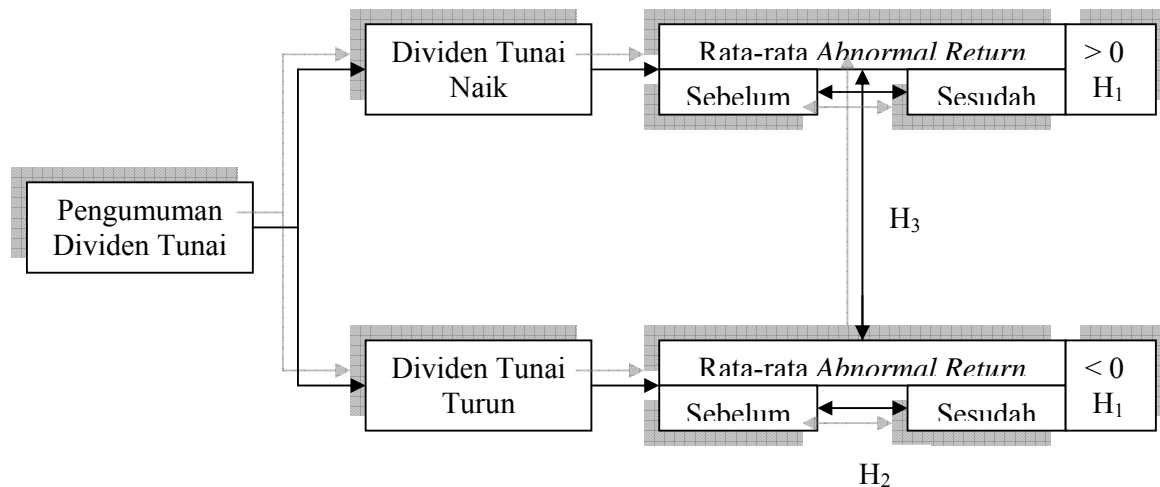 Dividen Tunai
Naik
Rata-rata Abnormal Return
> 0
H₁
Sebelum
Sesudah
Pengumuman
Dividen Tunai
H₃
Dividen Tunai
Turun
Rata-rata Abnormal Return
< 0
H₁
Sebelum
Sesudah
H₂